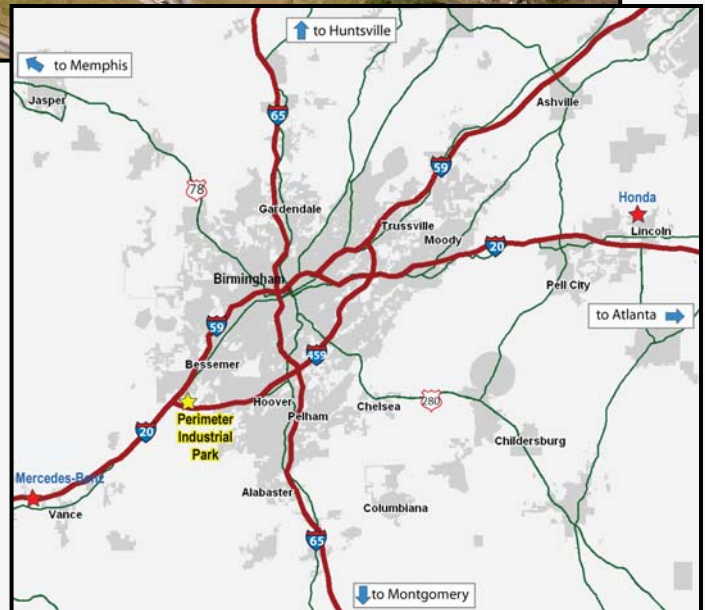 to Huntsville
to Memphis
Jasper
65
Ashville
59
78
Honda
Gardendale
Lincoln
Trussville
Moody
20
Birmingham
Pell City
to Atlanta
59
459
Bessemer
Hoover
Chelsea
280
Pelham
Perimeter
Industrial
Park
20
Childersburg
Mercedes-Benz
Alabaster
Columbiana
Vance
65
to Montgomery